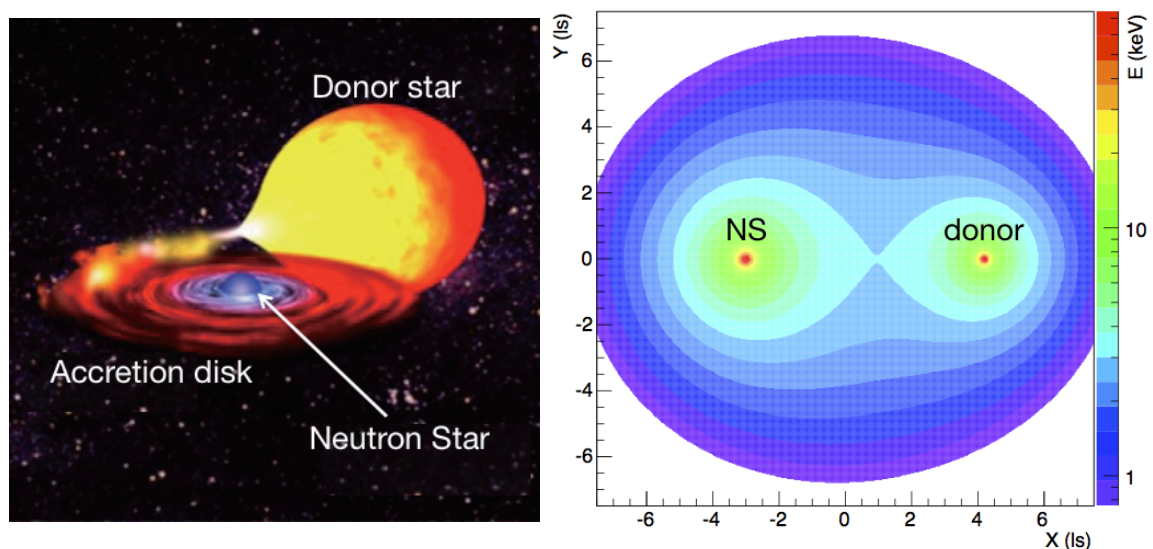 Donor star
Accretion disk
Neutron Star
Y (ls)
6
4
2
0
-2
-4
-6
NS
donor
-6
-4
-2
0
2
4
6
X (ls)
E (keV)
10
1